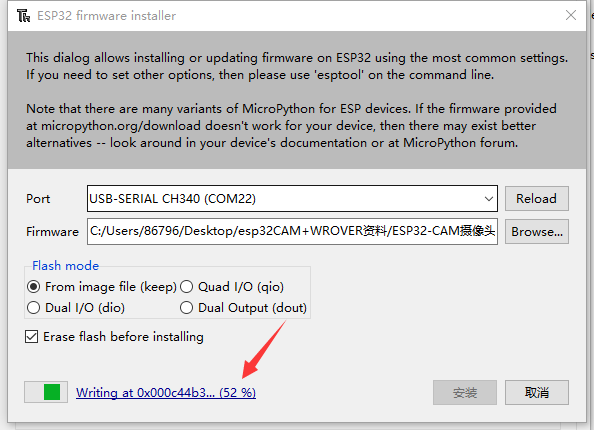 ESP32 firmware installer
This dialog allows installing or updating firmware on ESP32 using the most common settings.
If you need to set other options, then please use 'esptool' on the command line.
Note that there are many variants of MicroPython for ESP devices. If the firmware provided
at micropython.org/download doesn't work for your device, then there may exist better
alternatives -- look around in your device's documentation or at MicroPython forum.
Port USB-SERIAL CH340 (COM22) Reload
Firmware C:/Users/86796/Desktop/esp32CAM+WROVER资料/ESP32-CAM摄像头 Browse...
Flash mode
From image file (keep) Quad I/O (qio)
Dual I/O (dio) Dual Output (dout)
Erase flash before installing
Writing at 0x000c44b3... (52 %) 安装 取消